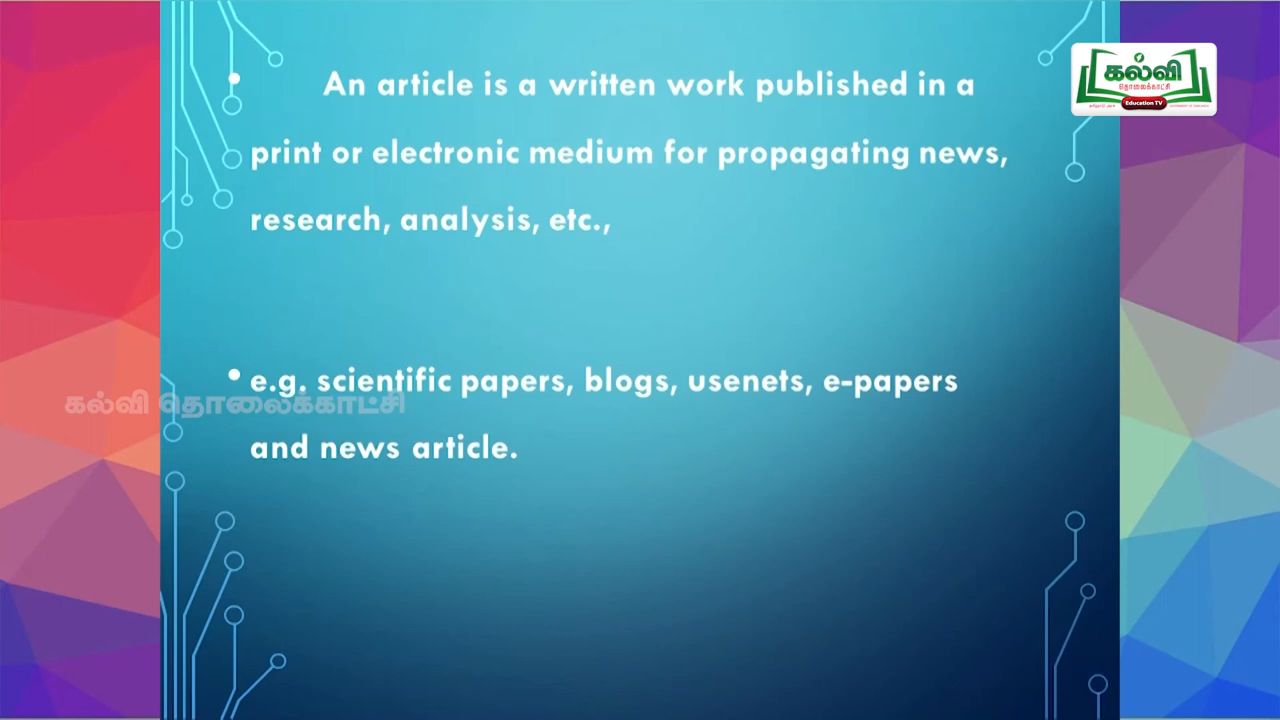 An article is a written work published in a
print or electronic medium for propagating news,
research, analysis, etc.,
e.g. scientific papers, blogs, usenets, e-papers
and news article.
கல்வி தொலைக்காட்சி
கல்வி
தொலைக்காட்சி
Education TV